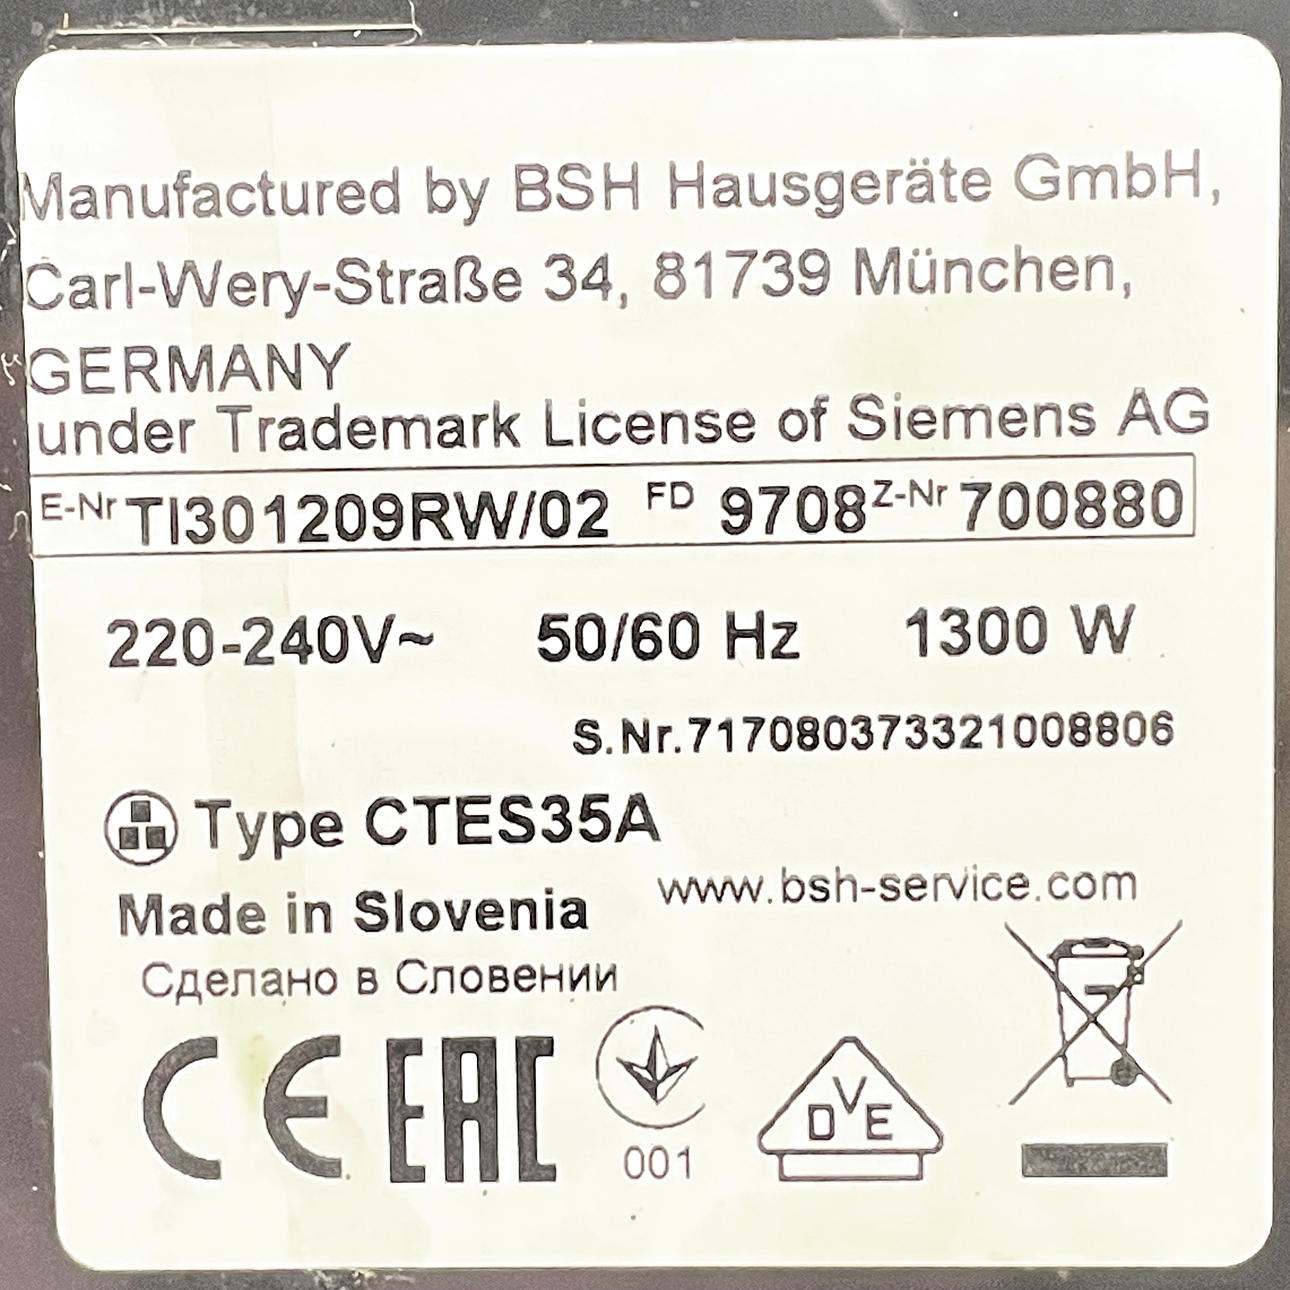 Manufactured by BSH Hausgeräte GmbH,
Carl-Wery-Straße 34, 81739 München,
GERMANY
under Trademark License of Siemens AG
E-Nr TI301209RW/02 FD 9708 Z-Nr 700880
220-240V~ 50/60 Hz 1300 W
S.Nr.717080373321008806
Type CTES35A
www.bsh-service.com
Made in Slovenia
Сделано в Словении
CE EAC
001
DVE